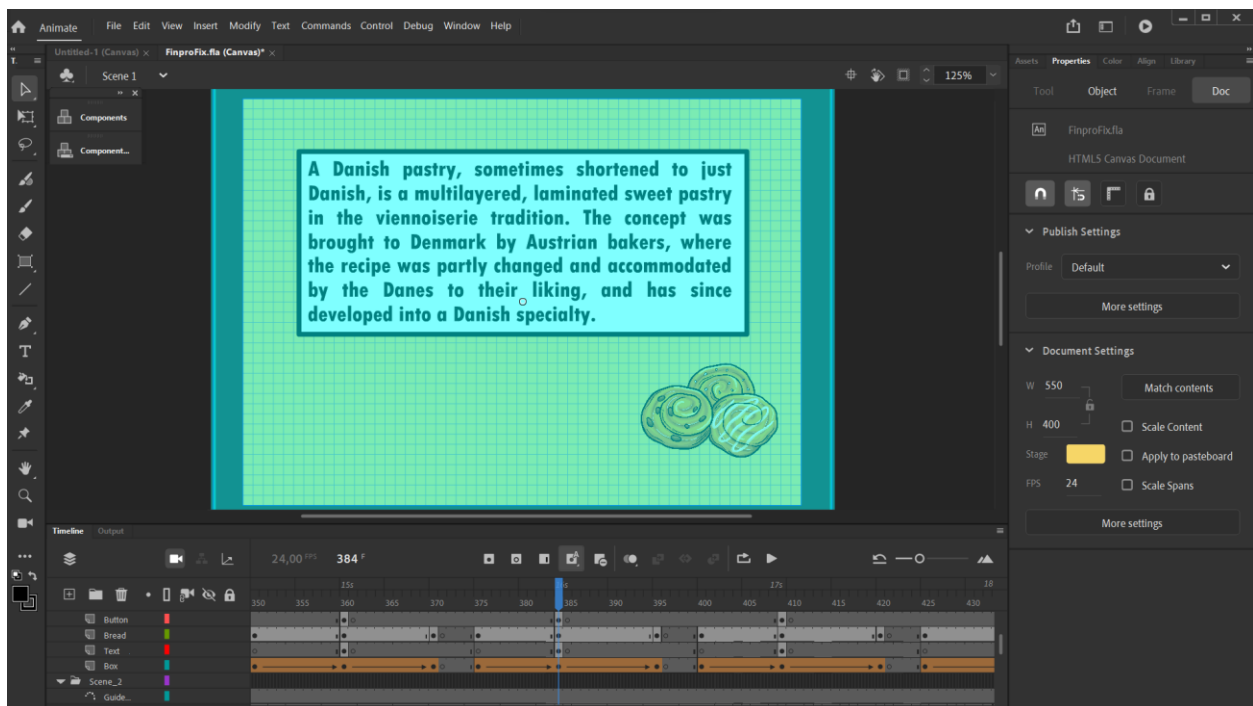 Animate File Edit View Insert Modify Text Commands Control Debug Window Help
Untitled-1 (Canvas) × FinproFix.fla (Canvas)* ×
T.
Scene 1
125%
Components
Component...
A Danish pastry, sometimes shortened to just
Danish, is a multilayered, laminated sweet pastry
in the viennoiserie tradition. The concept was
brought to Denmark by Austrian bakers, where
the recipe was partly changed and accommodated
by the Danes to their liking, and has since
developed into a Danish specialty.
Assets Properties Color Align Library
Tool Object Frame Doc
An FinproFix.fla
HTML5 Canvas Document
Publish Settings
Profile Default
More settings
Document Settings
W 550 Match contents
H 400 Scale Content
Stage Apply to pasteboard
FPS 24 Scale Spans
More settings
Timeline Output
24,00 FPS 384 F
15s 17s 18
350 355 360 365 370 375 380 385 390 395 400 405 410 415 420 425 430
Button
Bread
Text
Box
Scene_2
Guide...